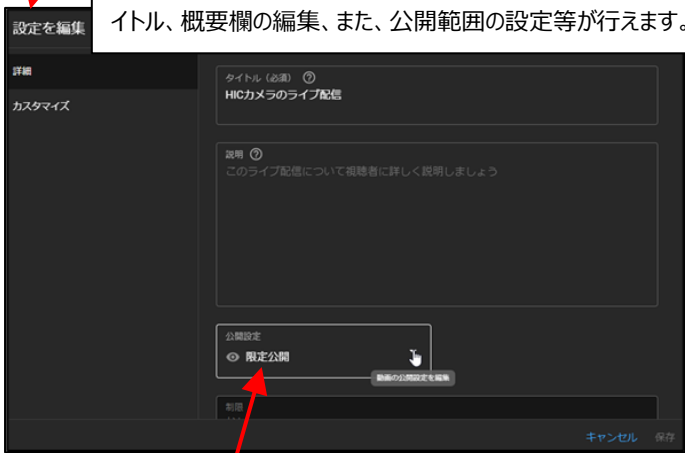 イトル、概要欄の編集、また、公開範囲の設定等が行えます。
設定を編集
詳細
カスタマイズ
タイトル（必須）
HICカメラのライブ配信
説明
このライブ配信について視聴者に詳しく説明しましょう
公開設定
限定公開
動画の公開設定を編集
制限
キャンセル 保存